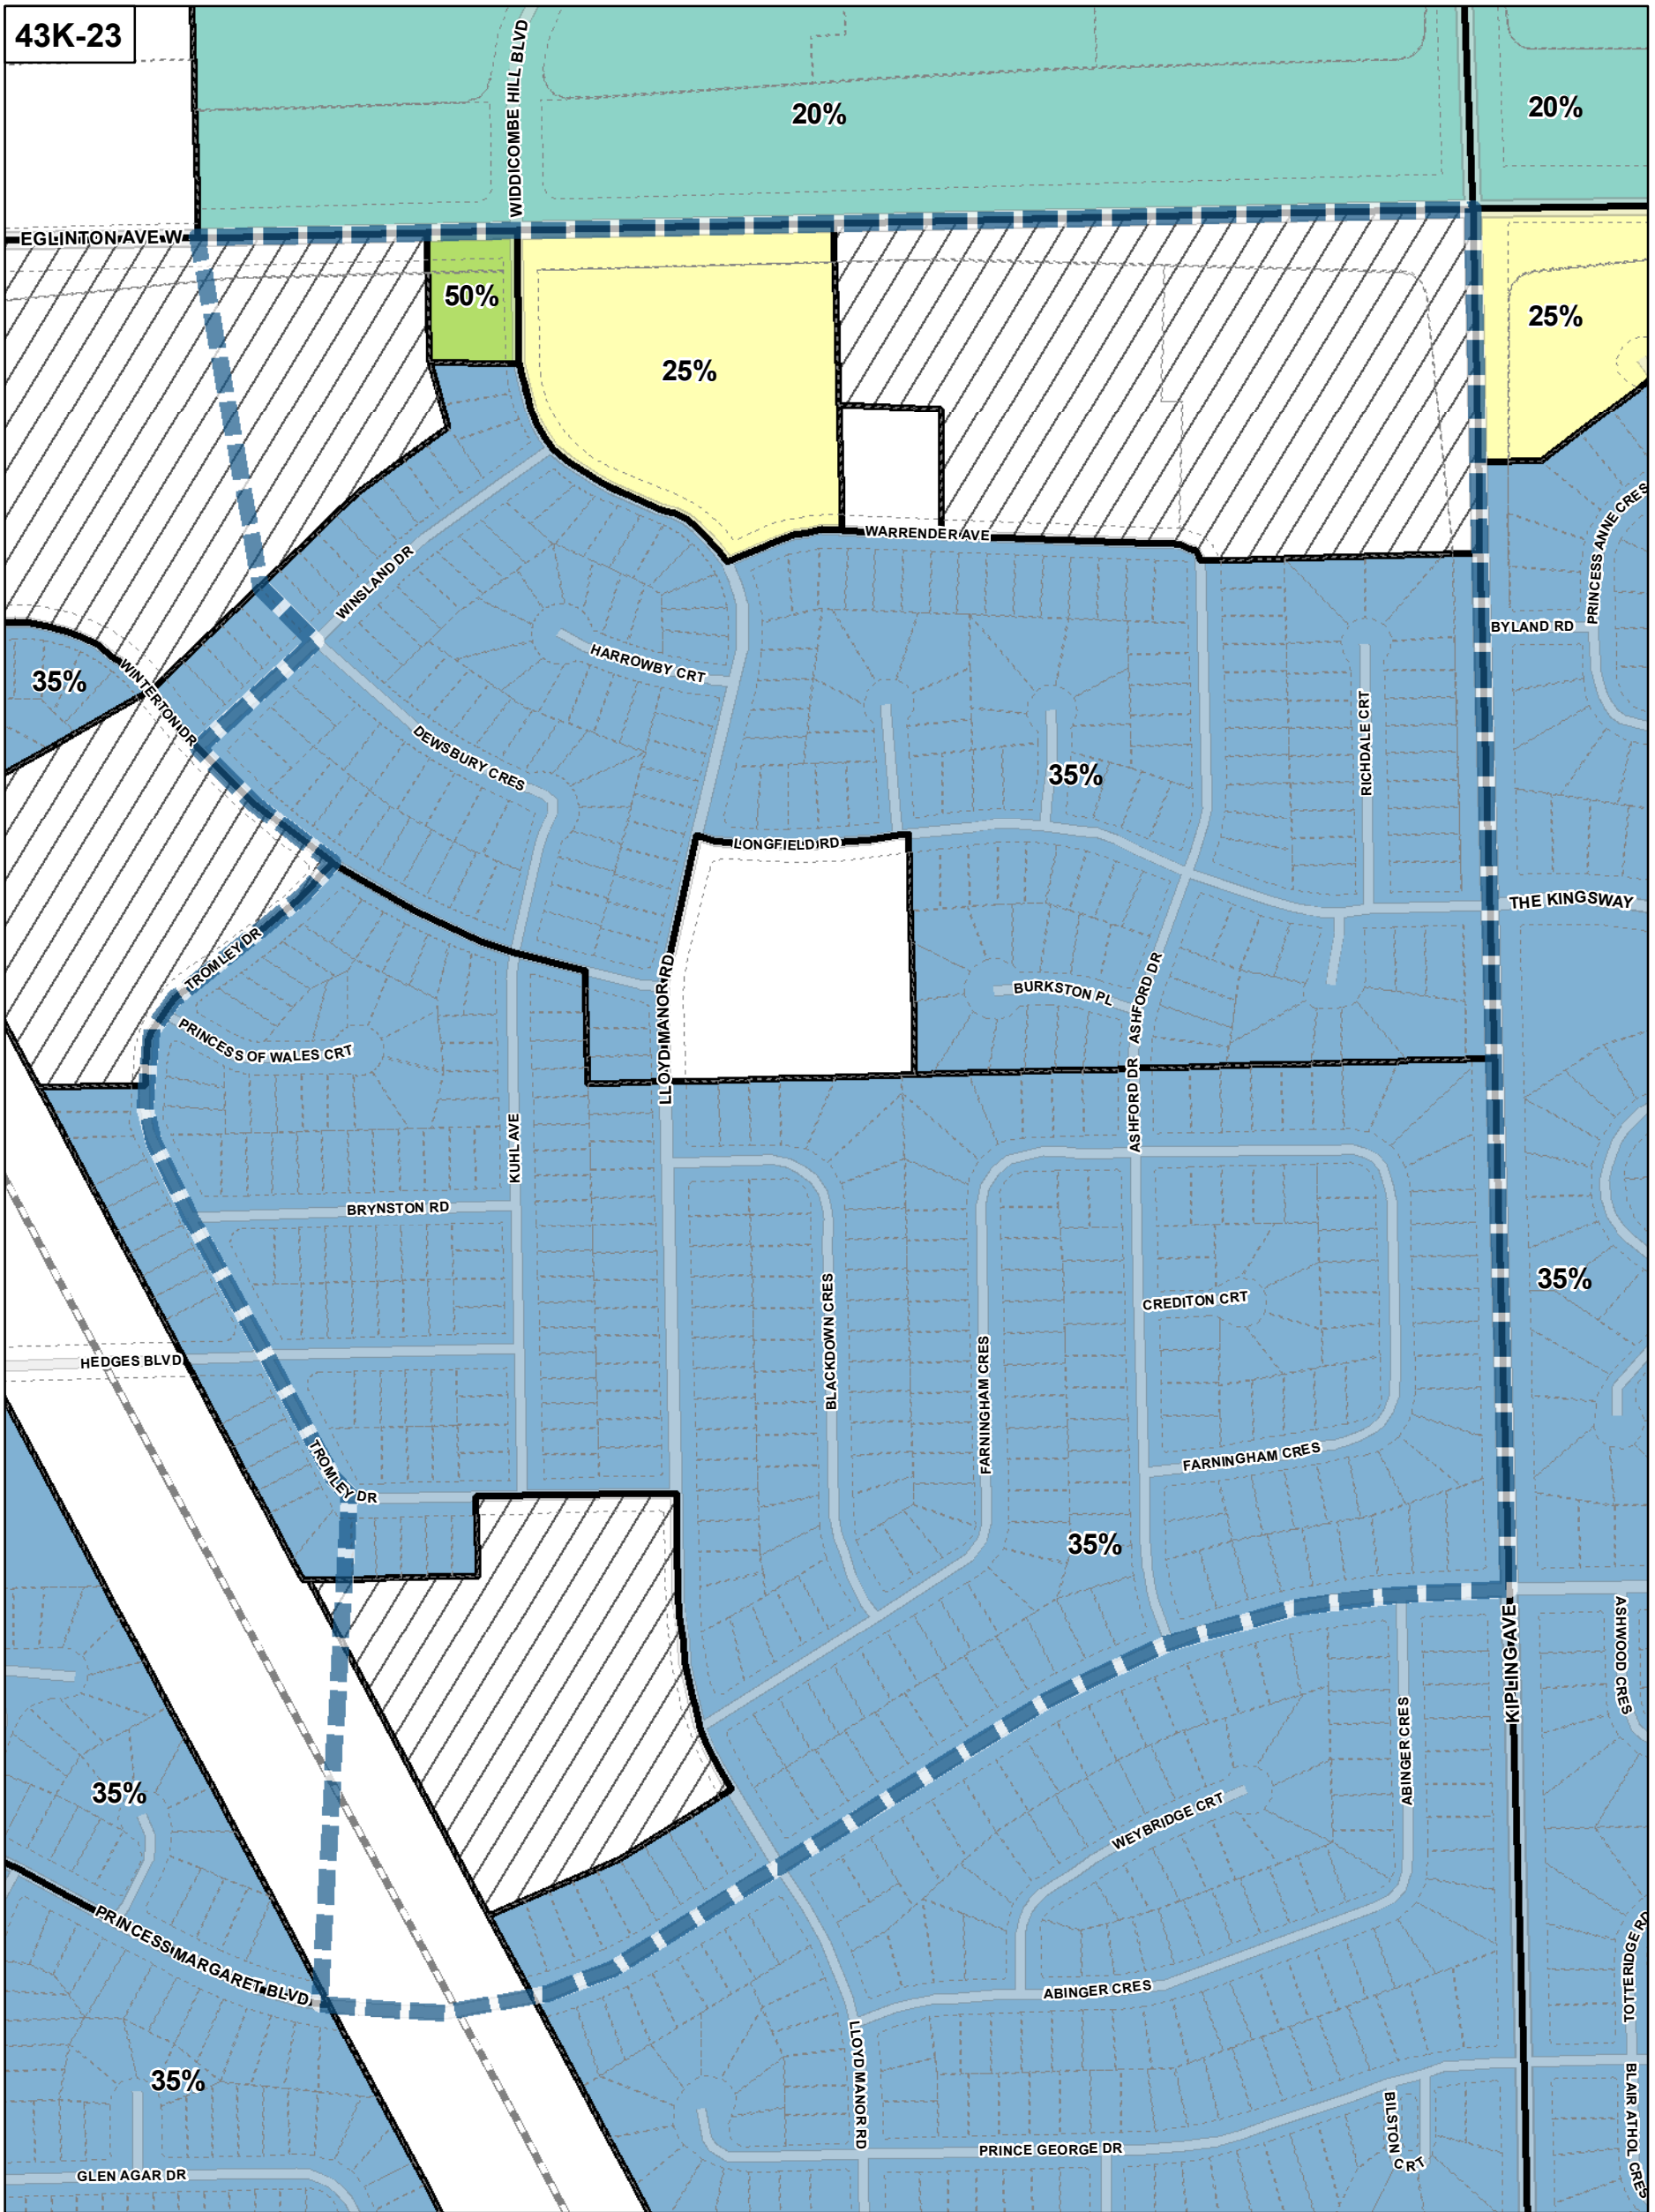 43K-23
WIDDICOMBE HILL BLVD
20%
20%
EGLINTON AVE W
50%
25%
25%
WARRENDER AVE
PRINCESS ANNE CRES
WINSLAND DR
BYLAND RD
HARROWBY CRT
35%
WINTERTON DR
RICHDALE CRT
DEWSBURY CRES
35%
LONGFIELD RD
THE KINGSWAY
TROMLEY DR
LLOYD MANOR RD
BURKSTON PL
ASHFORD DR
PRINCESS OF WALES CRT
ASHFORD DR
KUHL AVE
BRYNSTON RD
35%
BLACKDOWN CRES
CREDITON CRT
HEDGES BLVD
FARNINGHAM CRES
FARNINGHAM CRES
TROMLEY DR
35%
KIPLING AVE
ASHWOOD CRES
ABINGER CRES
35%
WEYBRIDGE CRT
PRINCESS MARGARET BLVD
TOTTERIDGE RD
ABINGER CRES
35%
LLOYD MANOR RD
BILSTON
CRT
BLAIR ATHOL CRES
PRINCE GEORGE DR
GLEN AGAR DR